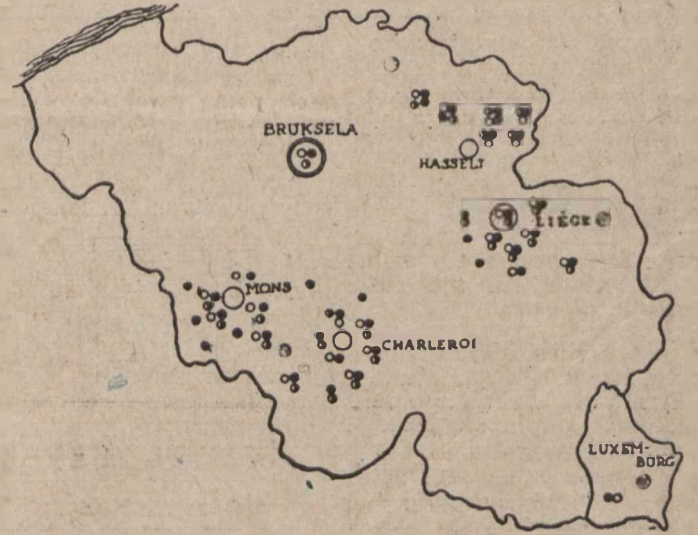 BRUKSELA
HASSELT
LIÈGE
MONS
CHARLEROI
LUXEM-
BURG